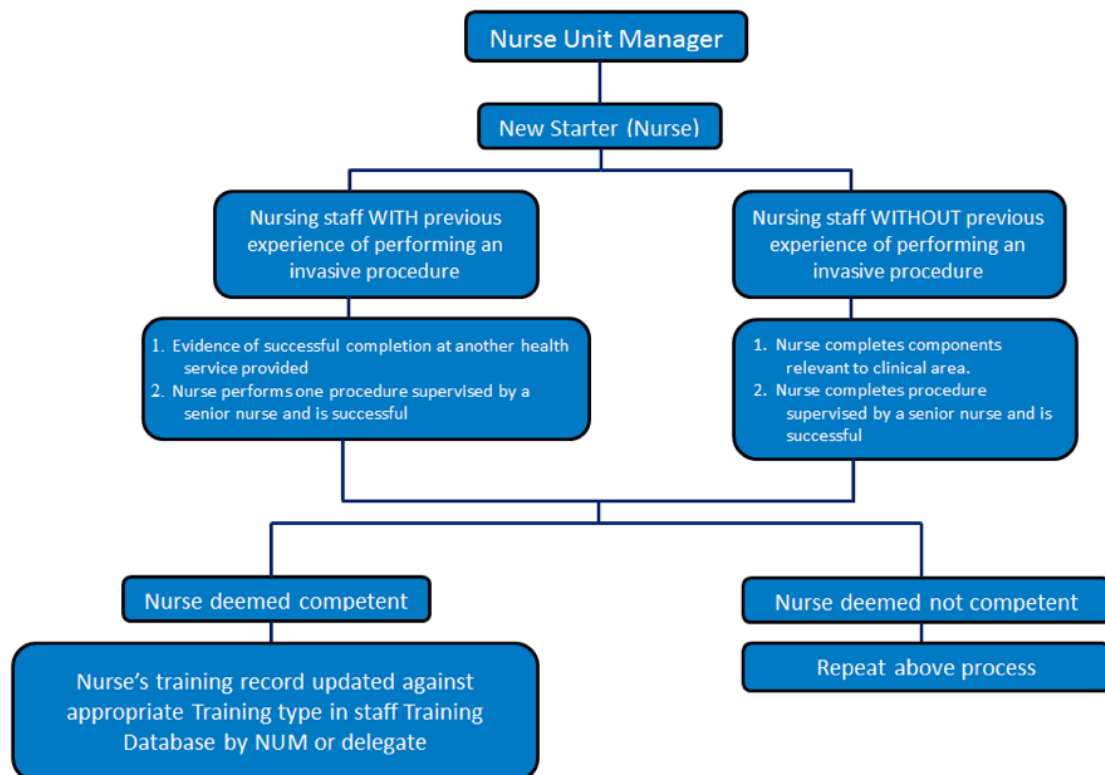 Nurse Unit Manager
New Starter (Nurse)
Nursing staff WITH previous
experience of performing an
invasive procedure
Nursing staff WITHOUT previous
experience of performing an
invasive procedure
1. Evidence of successful completion at another health
service provided
2. Nurse performs one procedure supervised by a
senior nurse and is successful
1. Nurse completes components
relevant to clinical area.
2. Nurse completes procedure
supervised by a senior nurse and is
successful
Nurse deemed competent
Nurse deemed not competent
Nurse’s training record updated against
appropriate Training type in staff Training
Database by NUM or delegate
Repeat above process